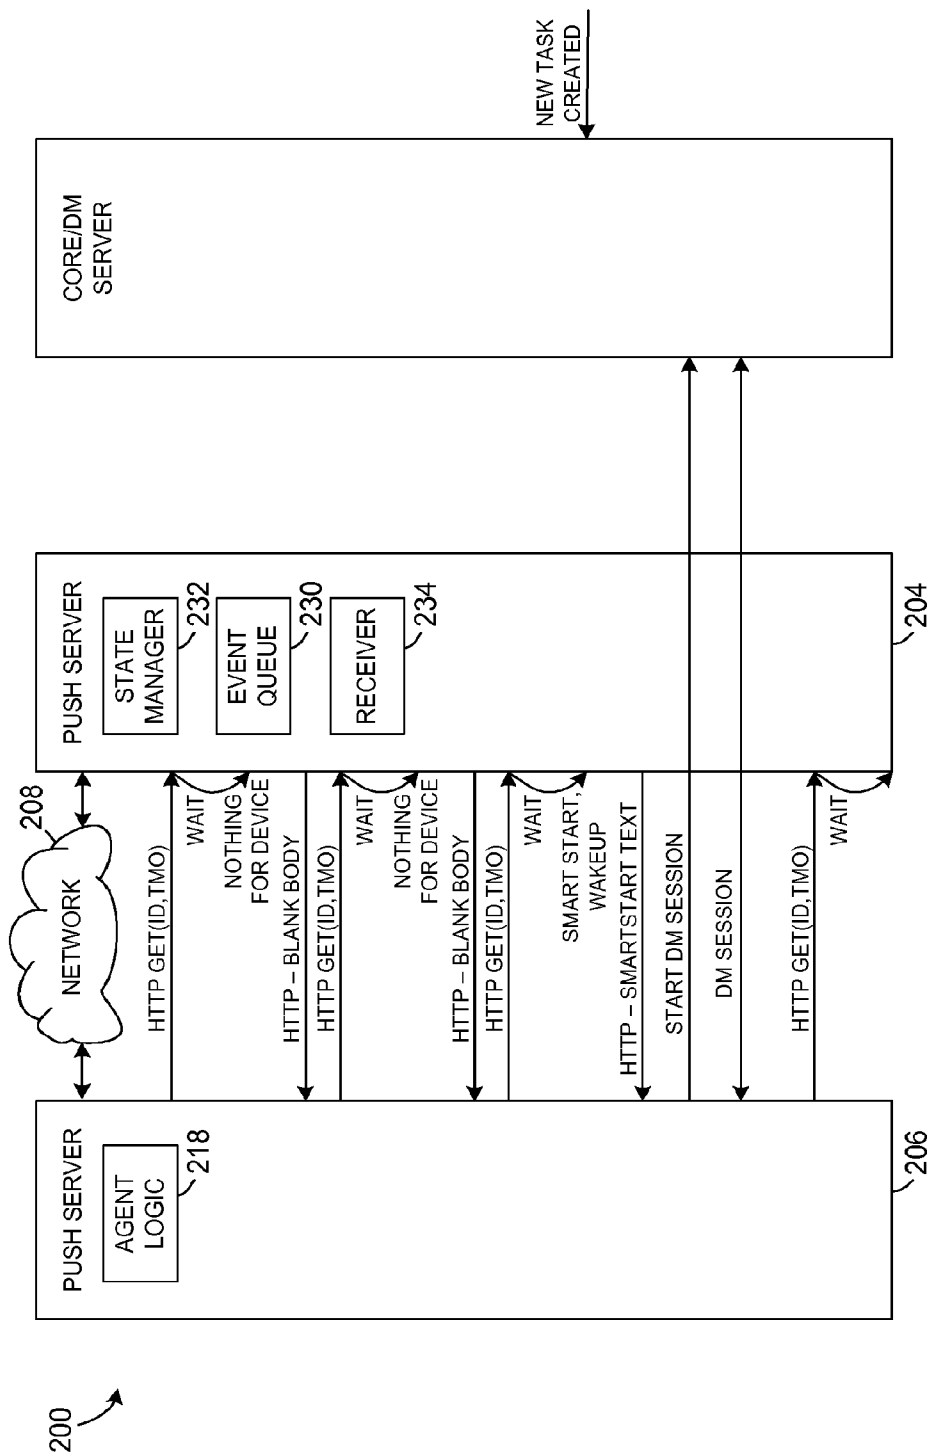 200
PUSH SERVER
AGENT
LOGIC
218
206
NETWORK
208
HTTP GET(ID,TMO)
WAIT
NOTHING
FOR DEVICE
HTTP – BLANK BODY
HTTP GET(ID,TMO)
WAIT
NOTHING
FOR DEVICE
HTTP – BLANK BODY
HTTP GET(ID,TMO)
WAIT
SMART START,
WAKEUP
HTTP – SMARTSTART TEXT
START DM SESSION
DM SESSION
HTTP GET(ID,TMO)
WAIT
PUSH SERVER
STATE
MANAGER
232
EVENT
QUEUE
230
RECEIVER
234
204
CORE/DM
SERVER
NEW TASK
CREATED